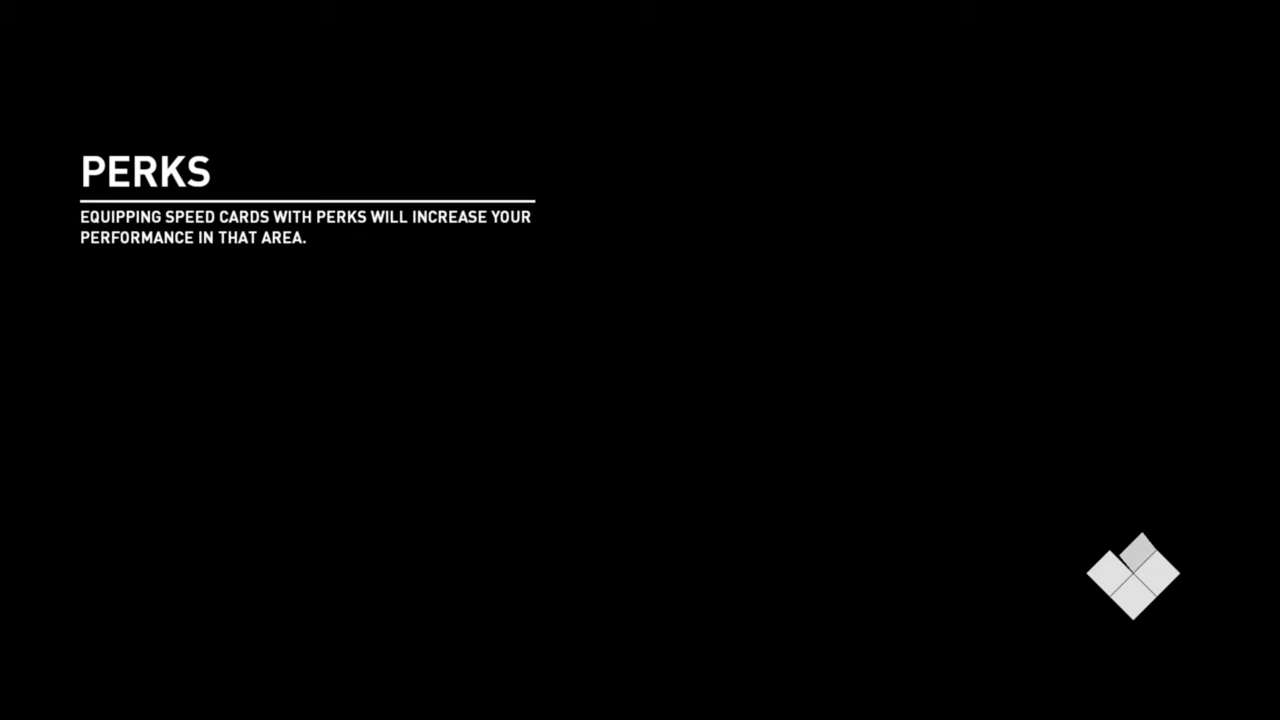 PERKS
EQUIPPING SPEED CARDS WITH PERKS WILL INCREASE YOUR
PERFORMANCE IN THAT AREA.